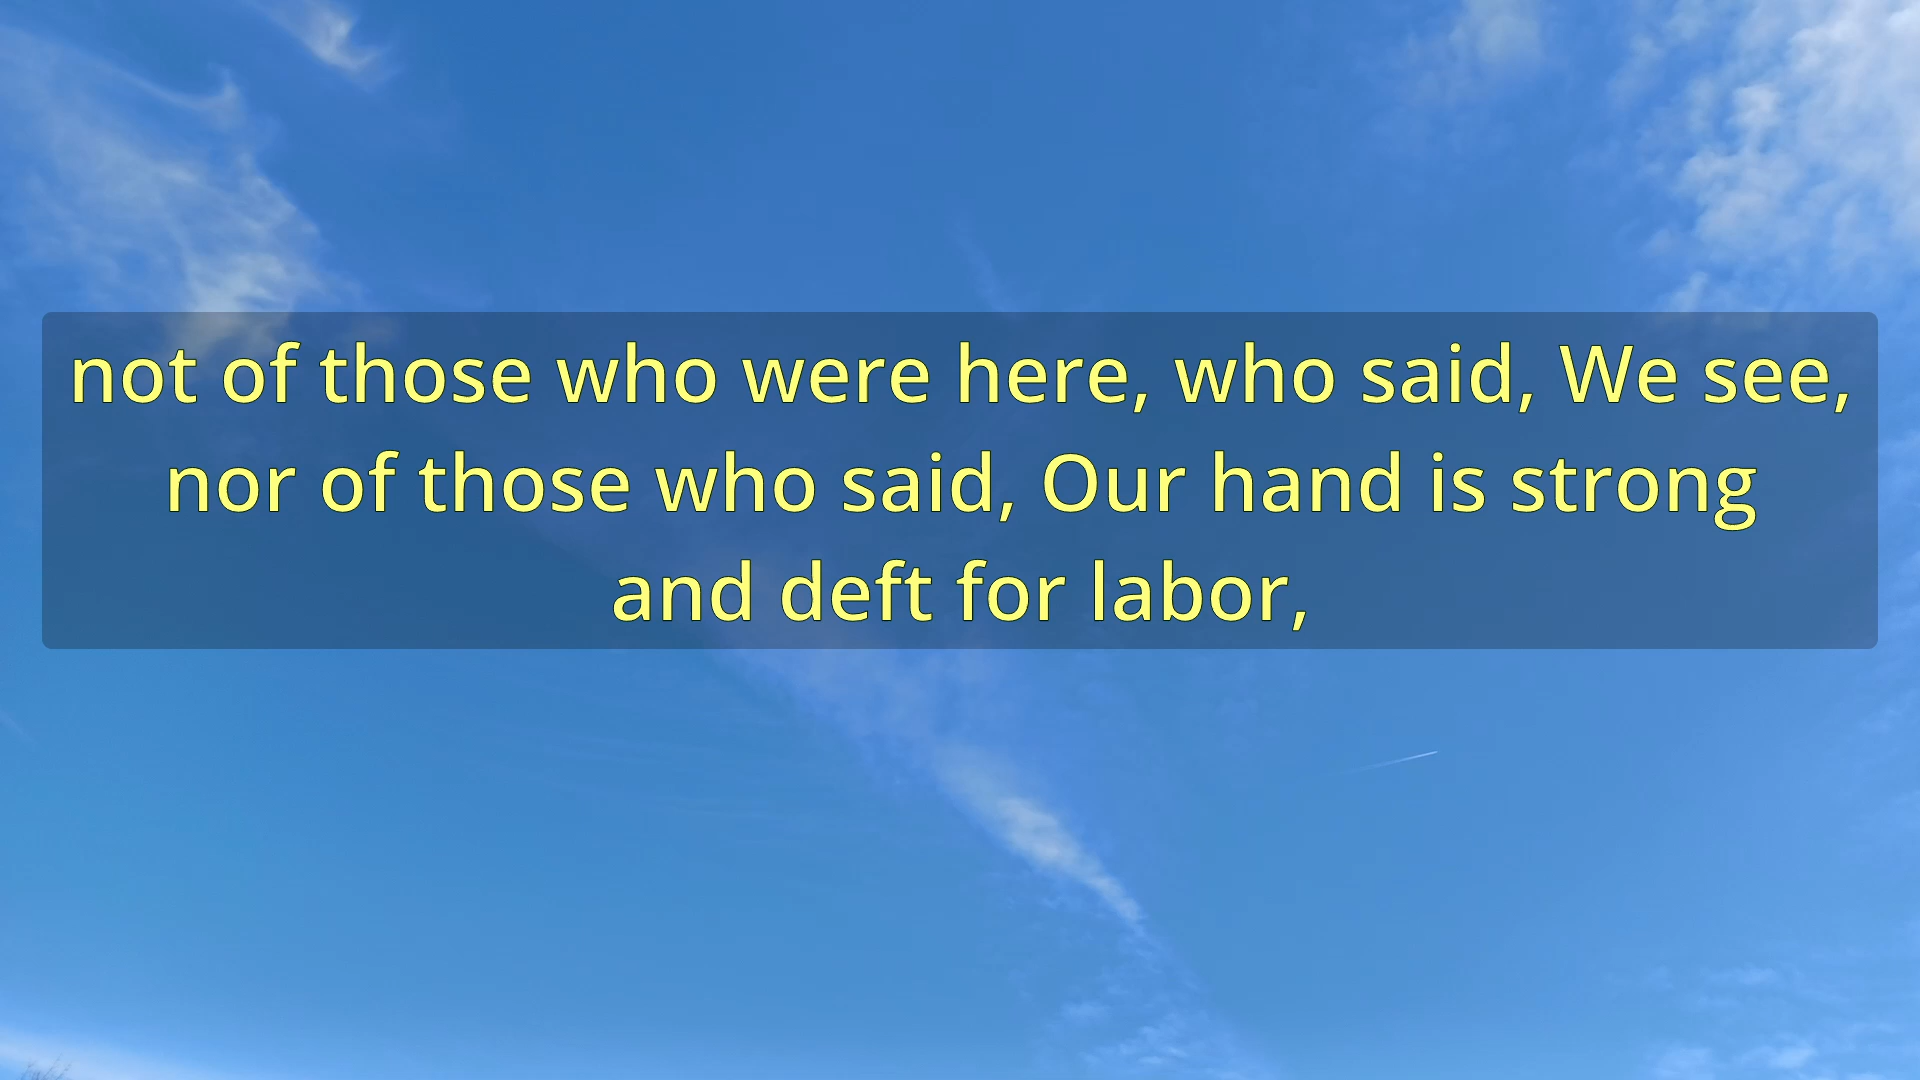 not of those who were here, who said, We see,
nor of those who said, Our hand is strong
and deft for labor,